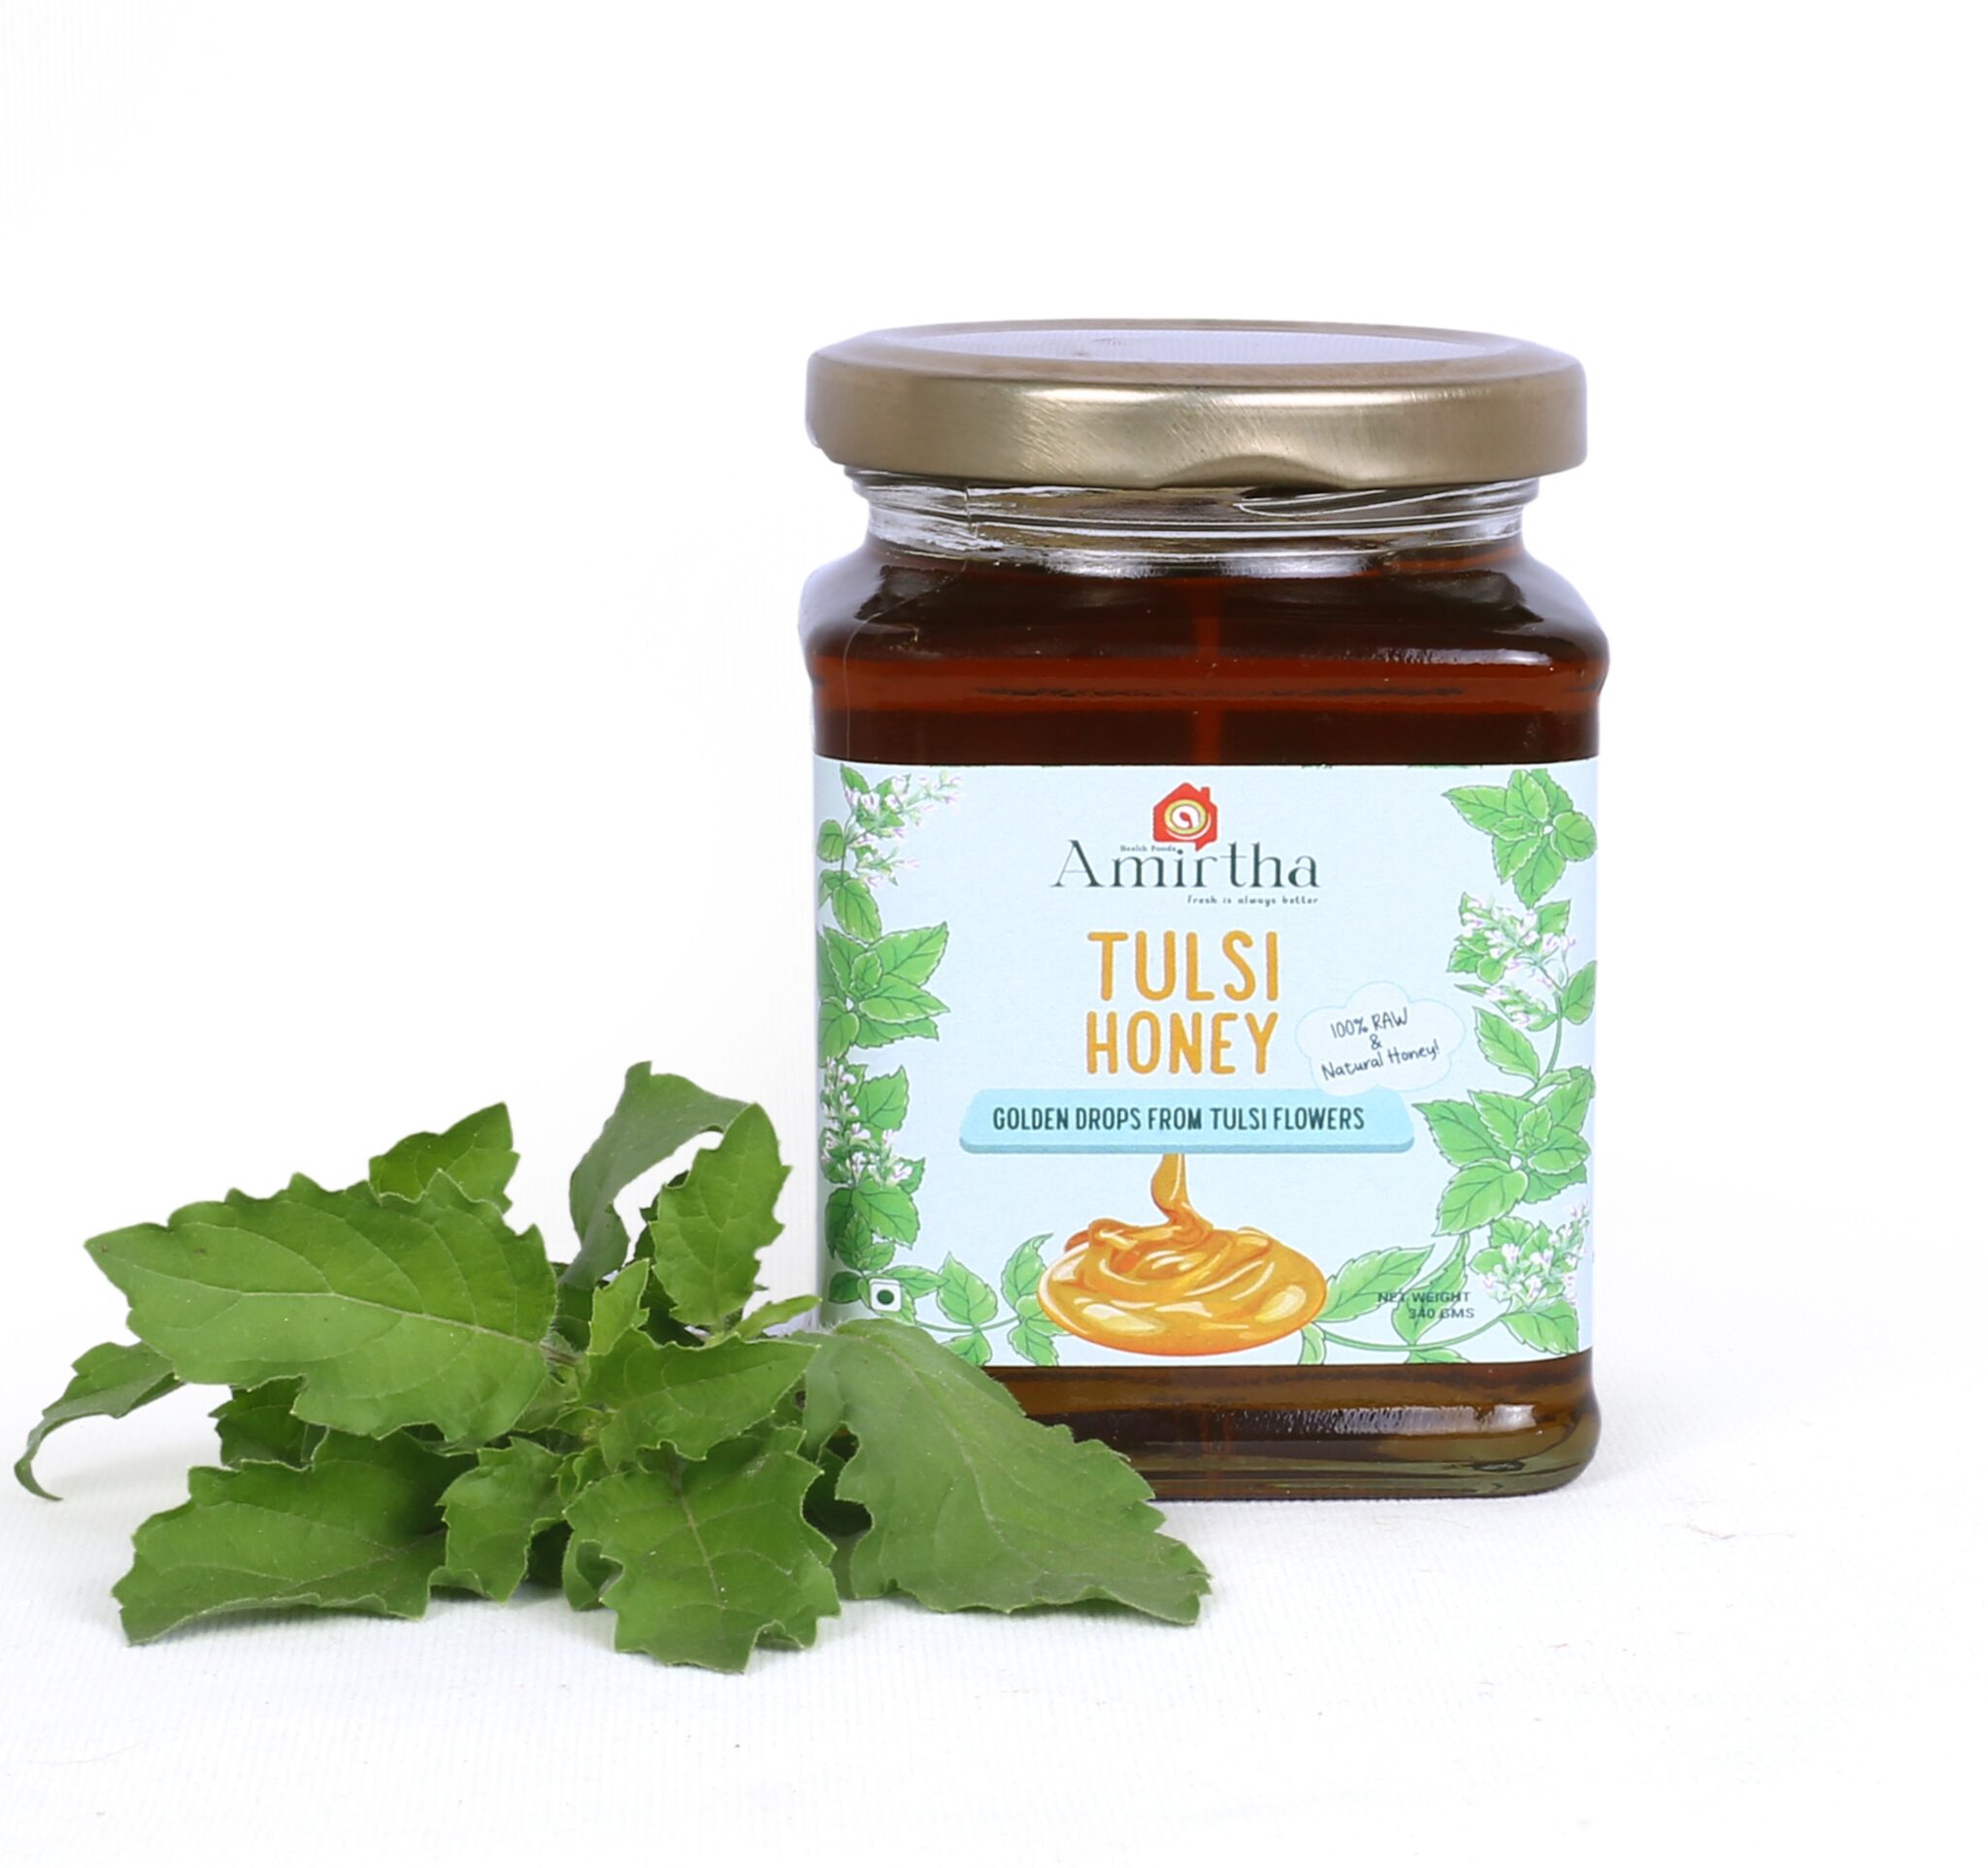 Health Foods
Amirtha
Fresh is always better
TULSI
HONEY
100% RAW
&
Natural Honey!
GOLDEN DROPS FROM TULSI FLOWERS
NET WEIGHT
340 GMS